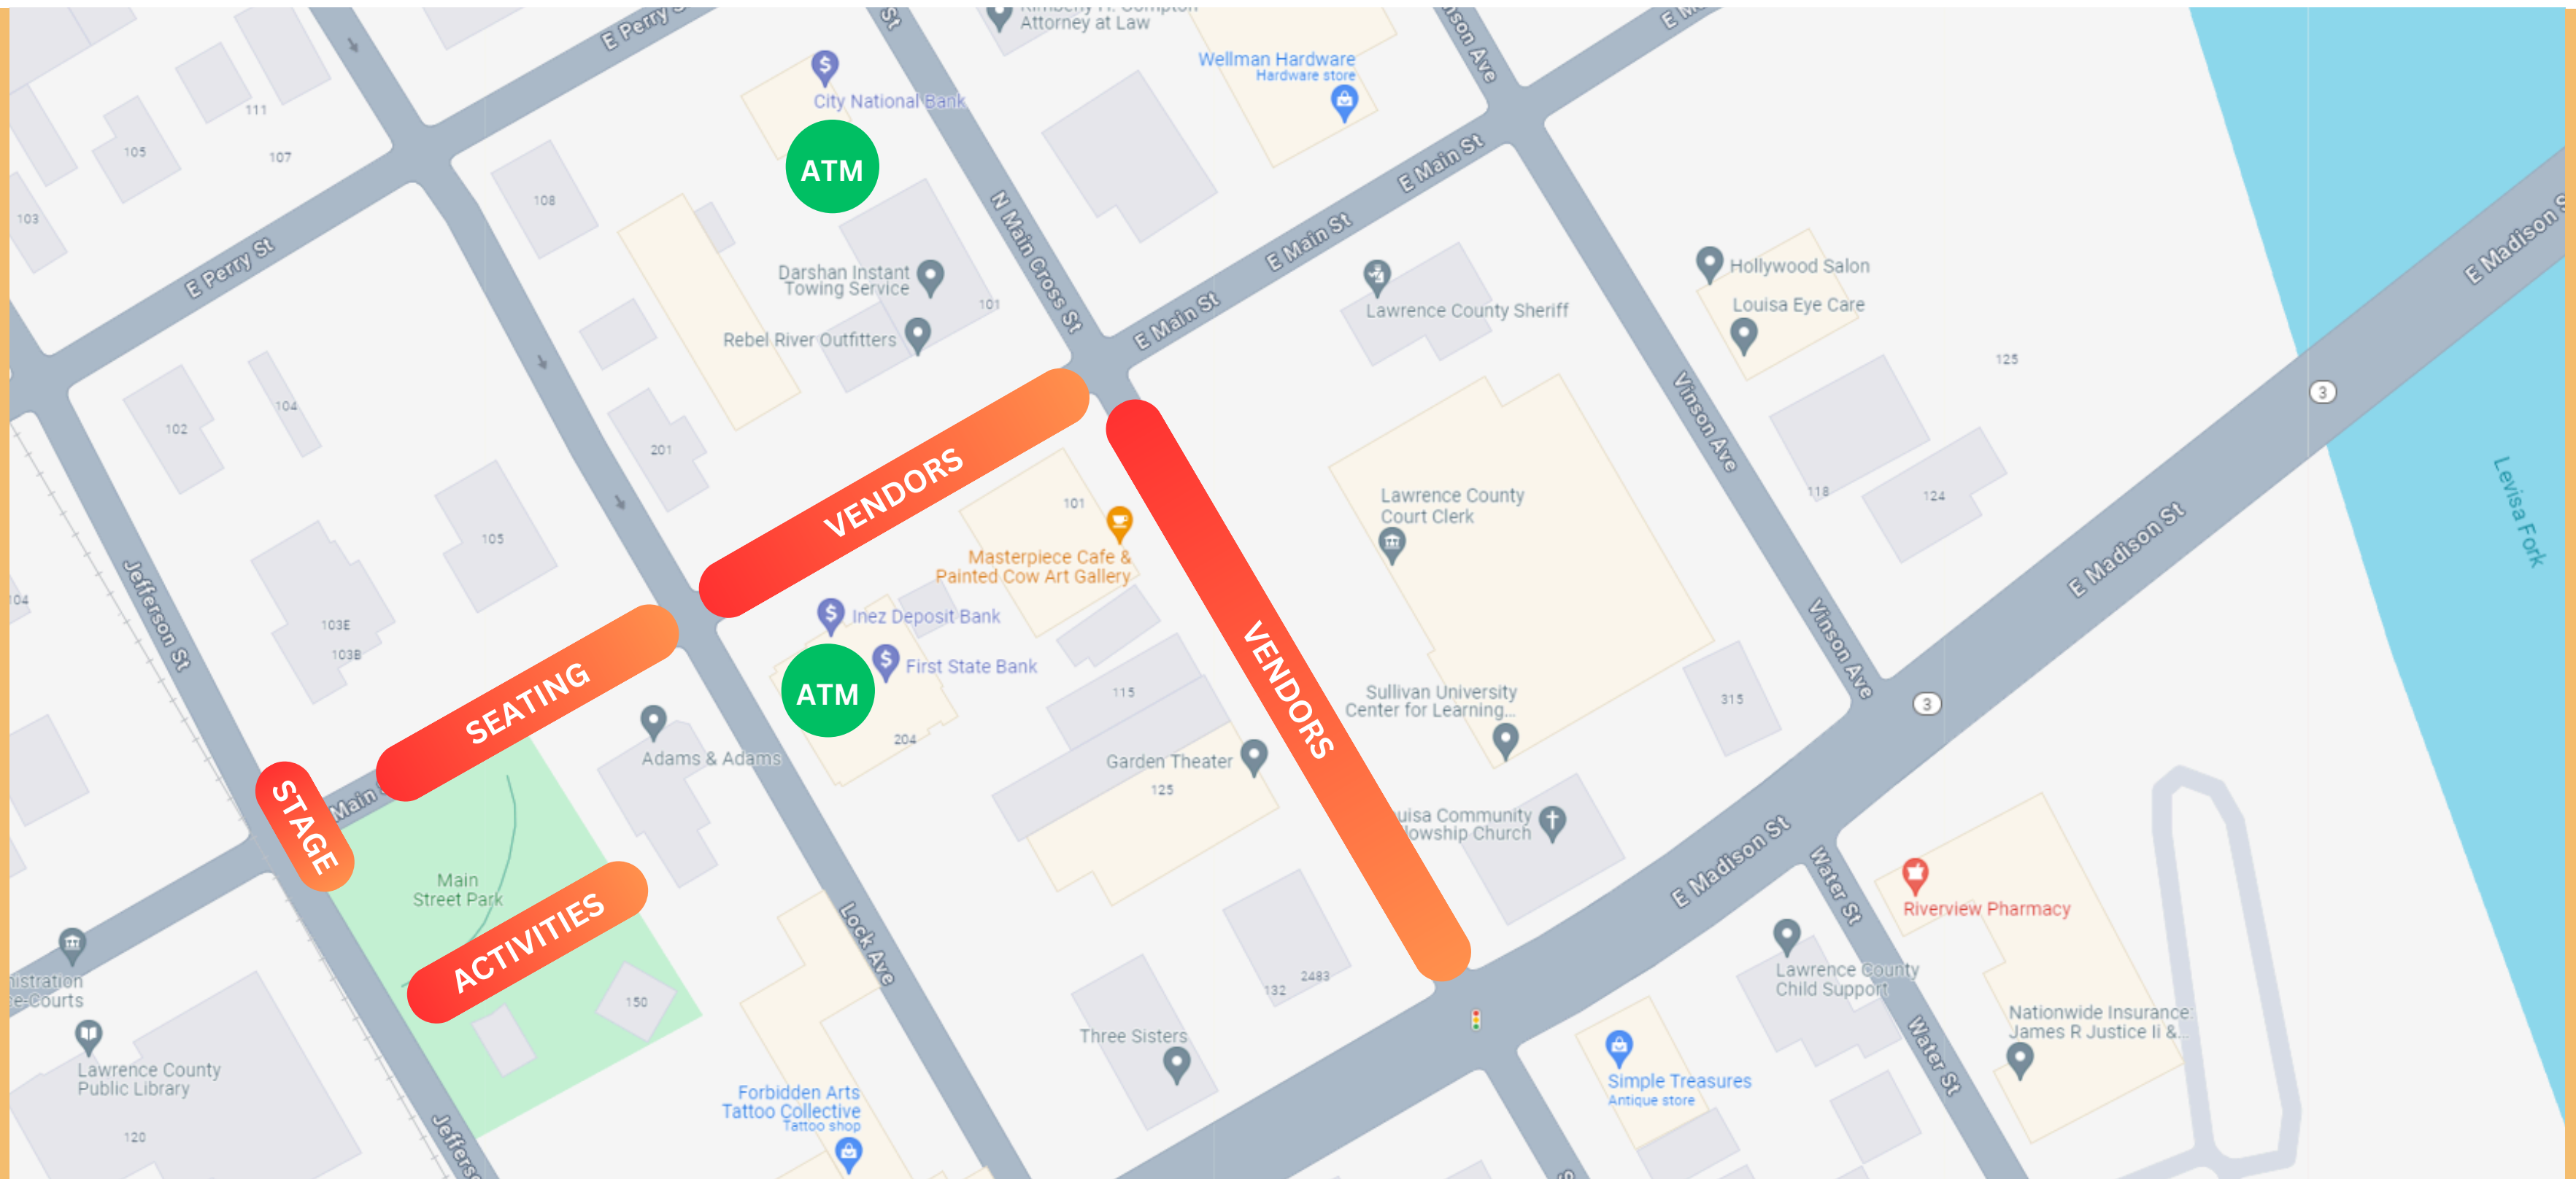 E Perry St
St
Attorney at Law
Wellman Hardware
Hardware store
City National Bank
ATM
111
105
107
103
108
E Perry St
N Main Cross St
E Main St
E Main St
E Main St
Darshan Instant
Towing Service
101
Rebel River Outfitters
Lawrence County Sheriff
Hollywood Salon
Louisa Eye Care
125
E Madison S
3
102
104
201
105
VENDORS
Vinson Ave
118
124
101
Lawrence County
Court Clerk
Masterpiece Cafe &
Painted Cow Art Gallery
Levisa Fork
E Madison St
Jefferson St
104
103E
103B
Inez Deposit Bank
First State Bank
ATM
SEATING
VENDORS
Vinson Ave
115
Sullivan University
Center for Learning...
315
3
204
Adams & Adams
Garden Theater
125
STAGE
Main
uisa Community
lowship Church
E Madison St
Water St
Main
Street Park
ACTIVITIES
Lock Ave
Riverview Pharmacy
nistration
e-Courts
150
132
2483
Lawrence County
Child Support
Three Sisters
Nationwide Insurance:
James R Justice Ii &...
Water St
Lawrence County
Public Library
120
Simple Treasures
Antique store
Forbidden Arts
Tattoo Collective
Tattoo shop
Jefferso